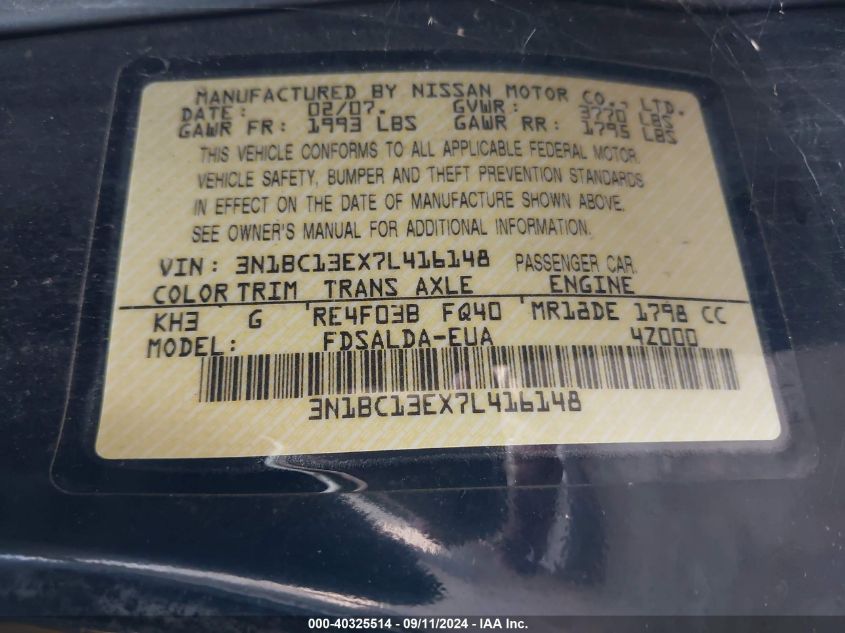 MANUFACTURED BY NISSAN MOTOR CO., LTD.
DATE: 02/07. GVWR: 3770 LBS
GAWR FR: 1993 LBS GAWR RR: 1795 LBS
THIS VEHICLE CONFORMS TO ALL APPLICABLE FEDERAL MOTOR
VEHICLE SAFETY, BUMPER AND THEFT PREVENTION STANDARDS
IN EFFECT ON THE DATE OF MANUFACTURE SHOWN ABOVE.
SEE OWNER'S MANUAL FOR ADDITIONAL INFORMATION.
VIN: 3N1BC13EX7L416148 PASSENGER CAR
COLOR TRIM TRANS AXLE ENGINE
KH3 G RE4F03B FQ40 MR18DE 1798 CC
MODEL: FDSALDA-EUA 4Z000
3N1BC13EX7L416148
000-40325514 - 09/11/2024 - IAA Inc.